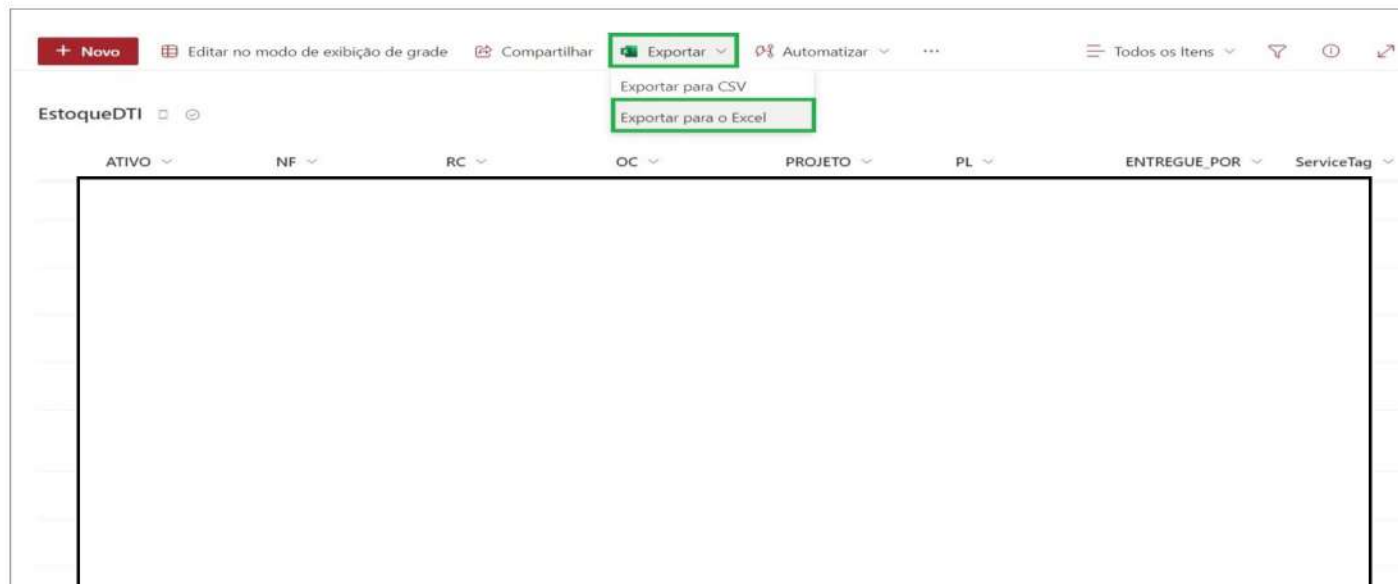 + Novo Editar no modo de exibição de grade Compartilhar Exportar Automatizar ... Todos os Itens
Exportar para CSV
EstoqueDTI
Exportar para o Excel
ATIVO NF RC OC PROJETO PL ENTREGUE_POR ServiceTag